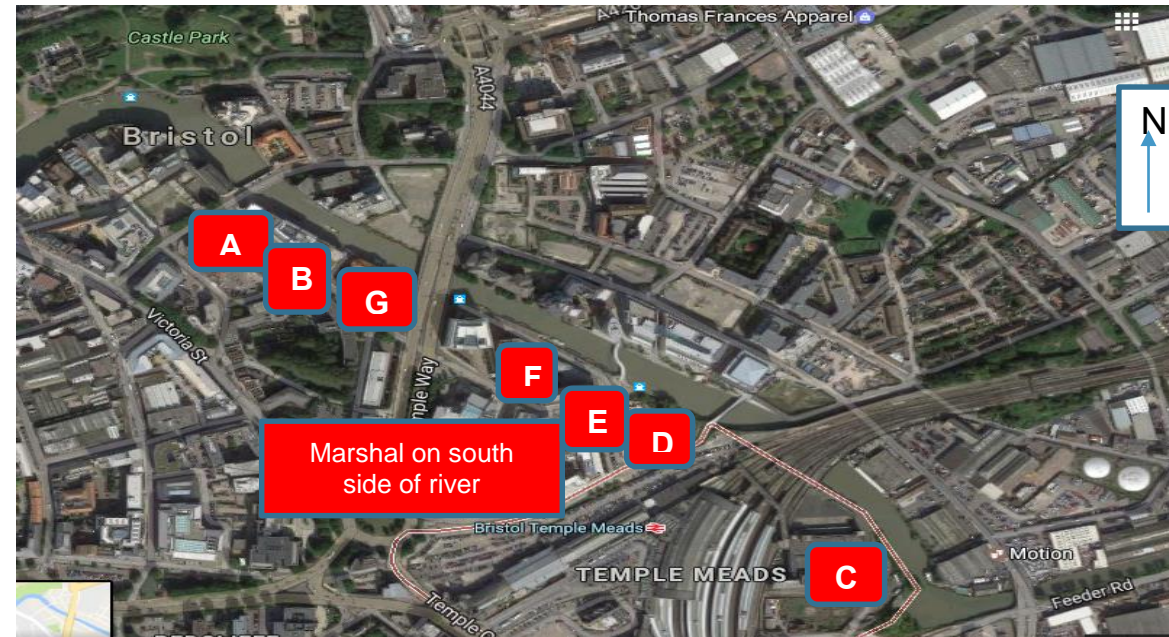 Thomas Frances Apparel
Castle Park
A4044
N
Bristol
A
B
G
Victoria St
F
Temple Way
E
D
Marshal on south
side of river
Bristol Temple Meads
TEMPLE MEADS
C
Motion
Feeder Rd
Temple